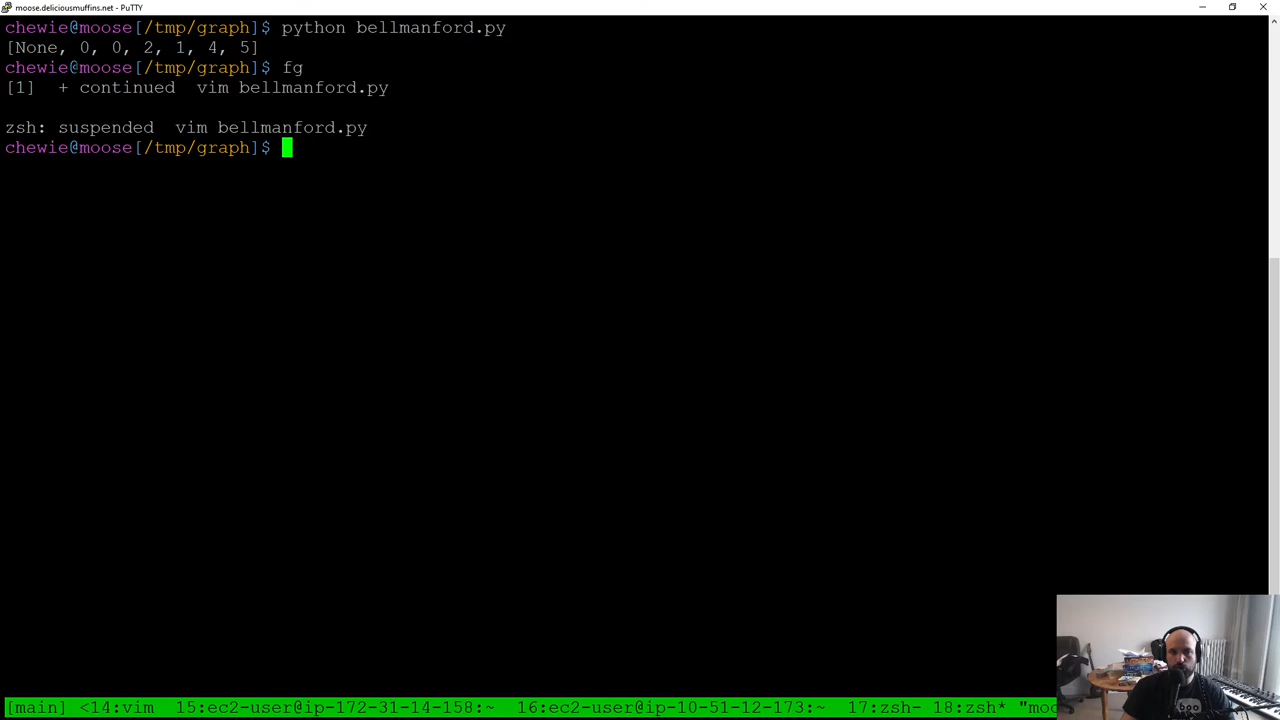 moose.deliciousmuffins.net - PuTTY
chewie@moose[/tmp/graph]$ python bellmanford.py
[None, 0, 0, 2, 1, 4, 5]
chewie@moose[/tmp/graph]$ fg
[1]  + continued  vim bellmanford.py
zsh: suspended  vim bellmanford.py
chewie@moose[/tmp/graph]$
[main] <14:vim  15:ec2-user@ip-172-31-14-158:~  16:ec2-user@ip-10-51-12-173:~  17:zsh- 18:zsh* "moo
boo